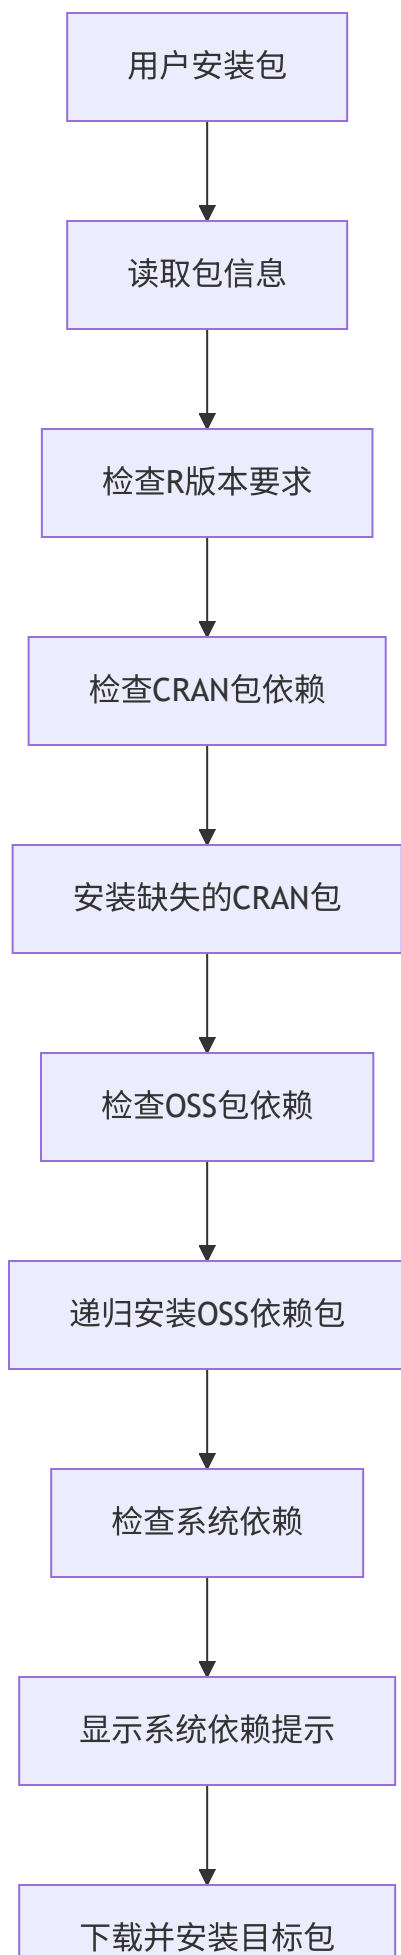 用户安装包
读取包信息
检查R版本要求
检查CRAN包依赖
安装缺失的CRAN包
检查OSS包依赖
递归安装OSS依赖包
检查系统依赖
显示系统依赖提示
下载并安装目标包